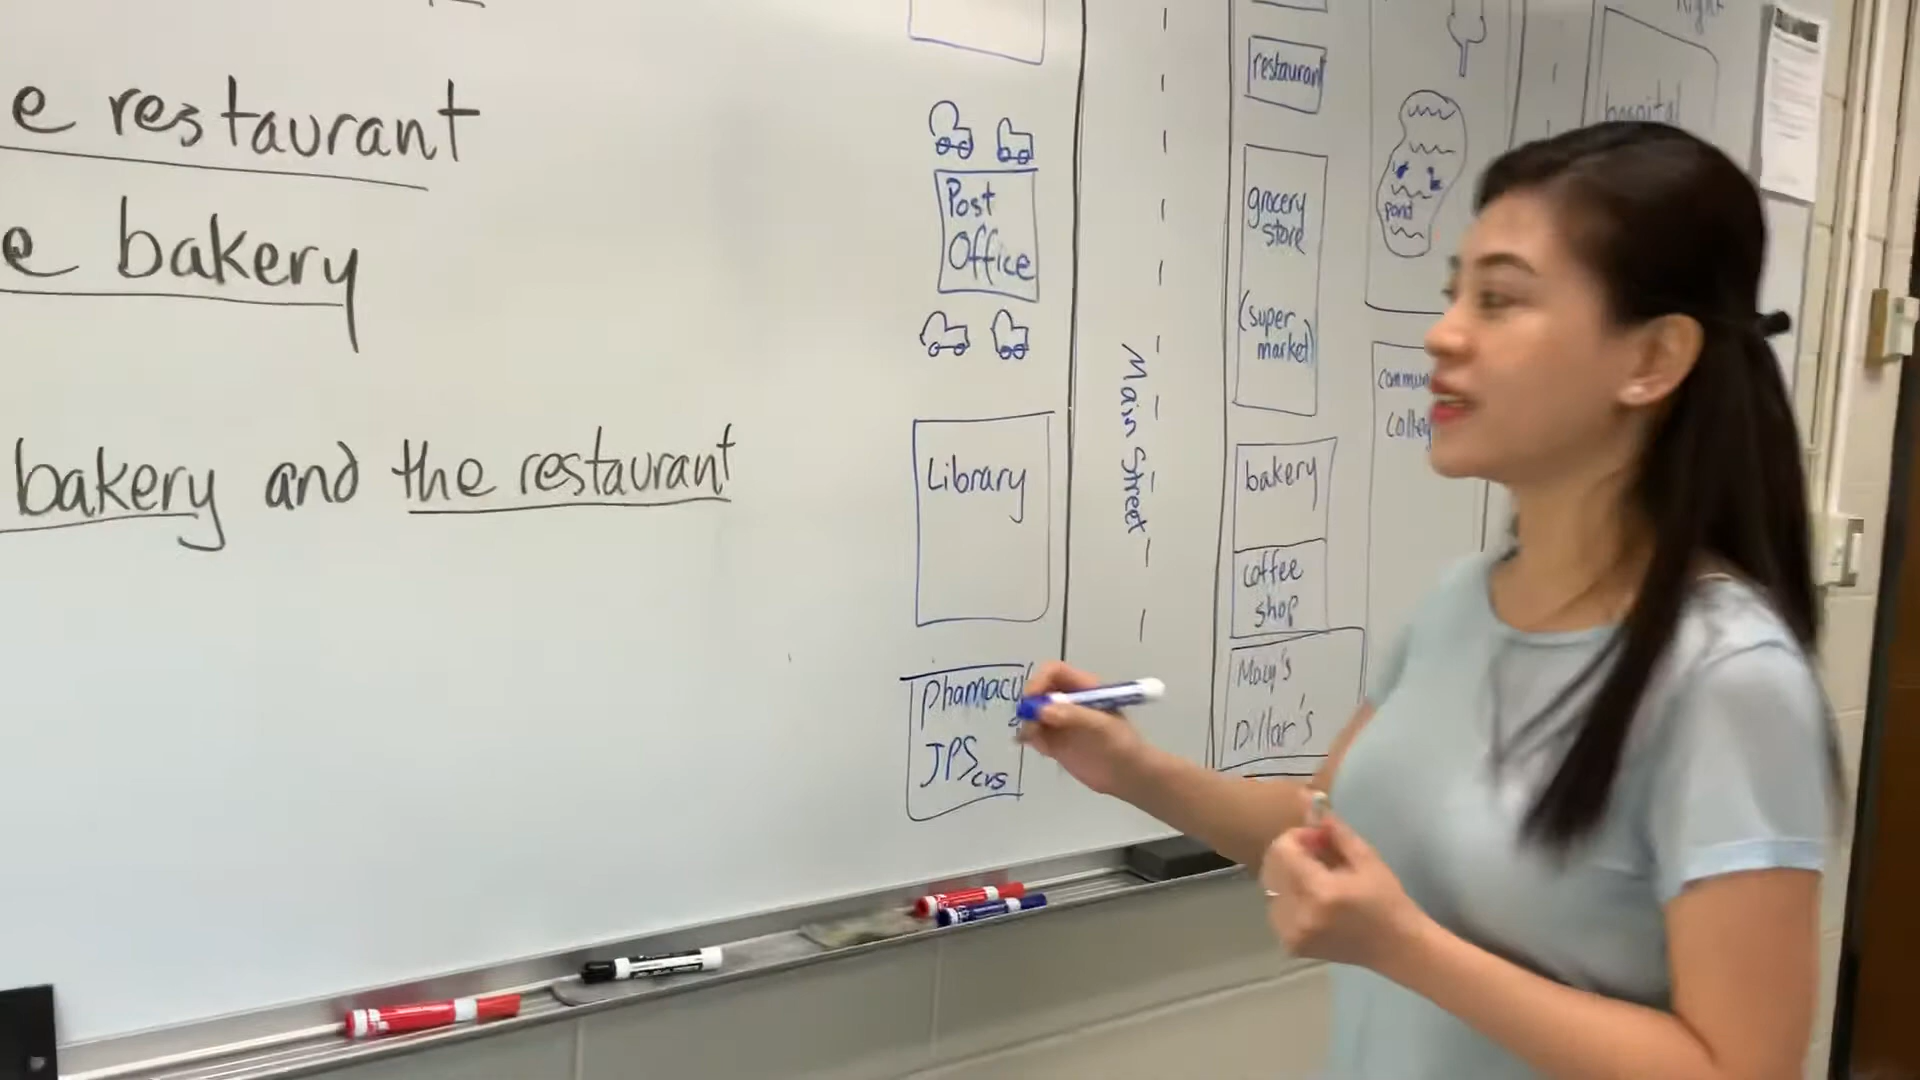 e restaurant
e bakery
bakery and the restaurant
Post
Office
Library
Phamacy
JPS
CVS
Main Street
restaurant
grocery
store
(super
market)
bakery
coffee
shop
Macy's
Dillar's
pond
hospital
Right